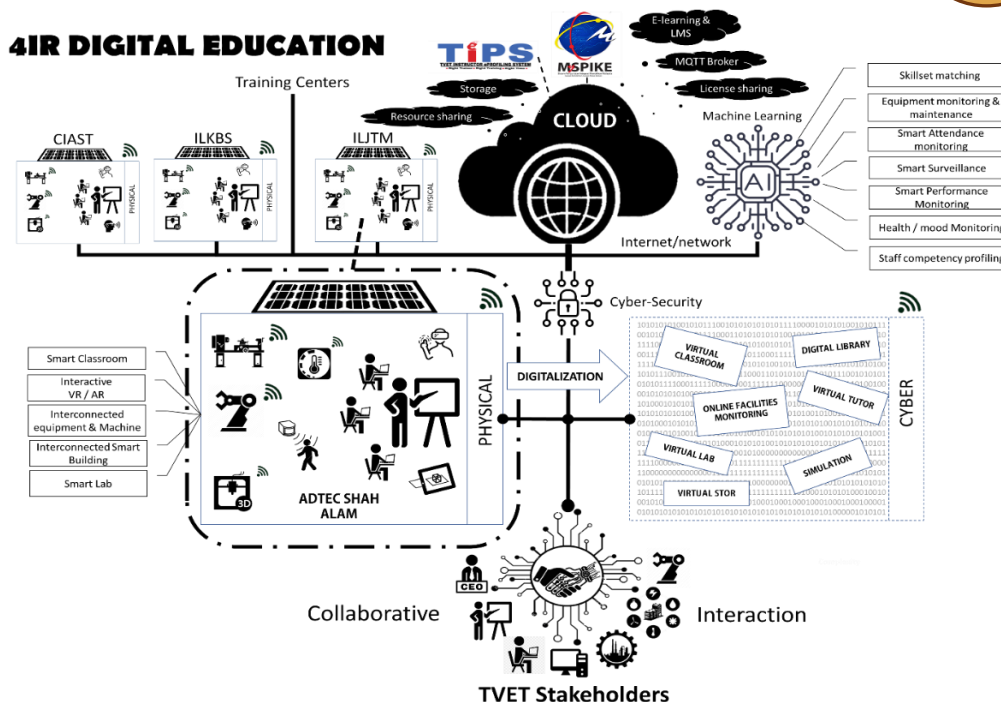 4IR DIGITAL EDUCATION
Training Centers
TiPS
TVET INSTRUCTOR ePROFILING SYSTEM
MySPIKE
E-learning &
LMS
MQTT Broker
License sharing
Storage
Resource sharing
CLOUD
Machine Learning
AI
Skillset matching
Equipment monitoring &
maintenance
Smart Attendance
monitoring
Smart Surveillance
Smart Performance
Monitoring
Health / mood Monitoring
Staff competency profiling
CIAST
PHYSICAL
ILKBS
PHYSICAL
ILJTM
PHYSICAL
Internet/network
Cyber-Security
Smart Classroom
Interactive
VR / AR
Interconnected
equipment & Machine
Interconnected Smart
Building
Smart Lab
3D
ADTEC SHAH
ALAM
PHYSICAL
DIGITALIZATION
VIRTUAL
CLASSROOM
DIGITAL LIBRARY
ONLINE FACILITIES
MONITORING
VIRTUAL TUTOR
VIRTUAL LAB
SIMULATION
VIRTUAL STOR
CYBER
CEO
Collaborative
Interaction
TVET Stakeholders